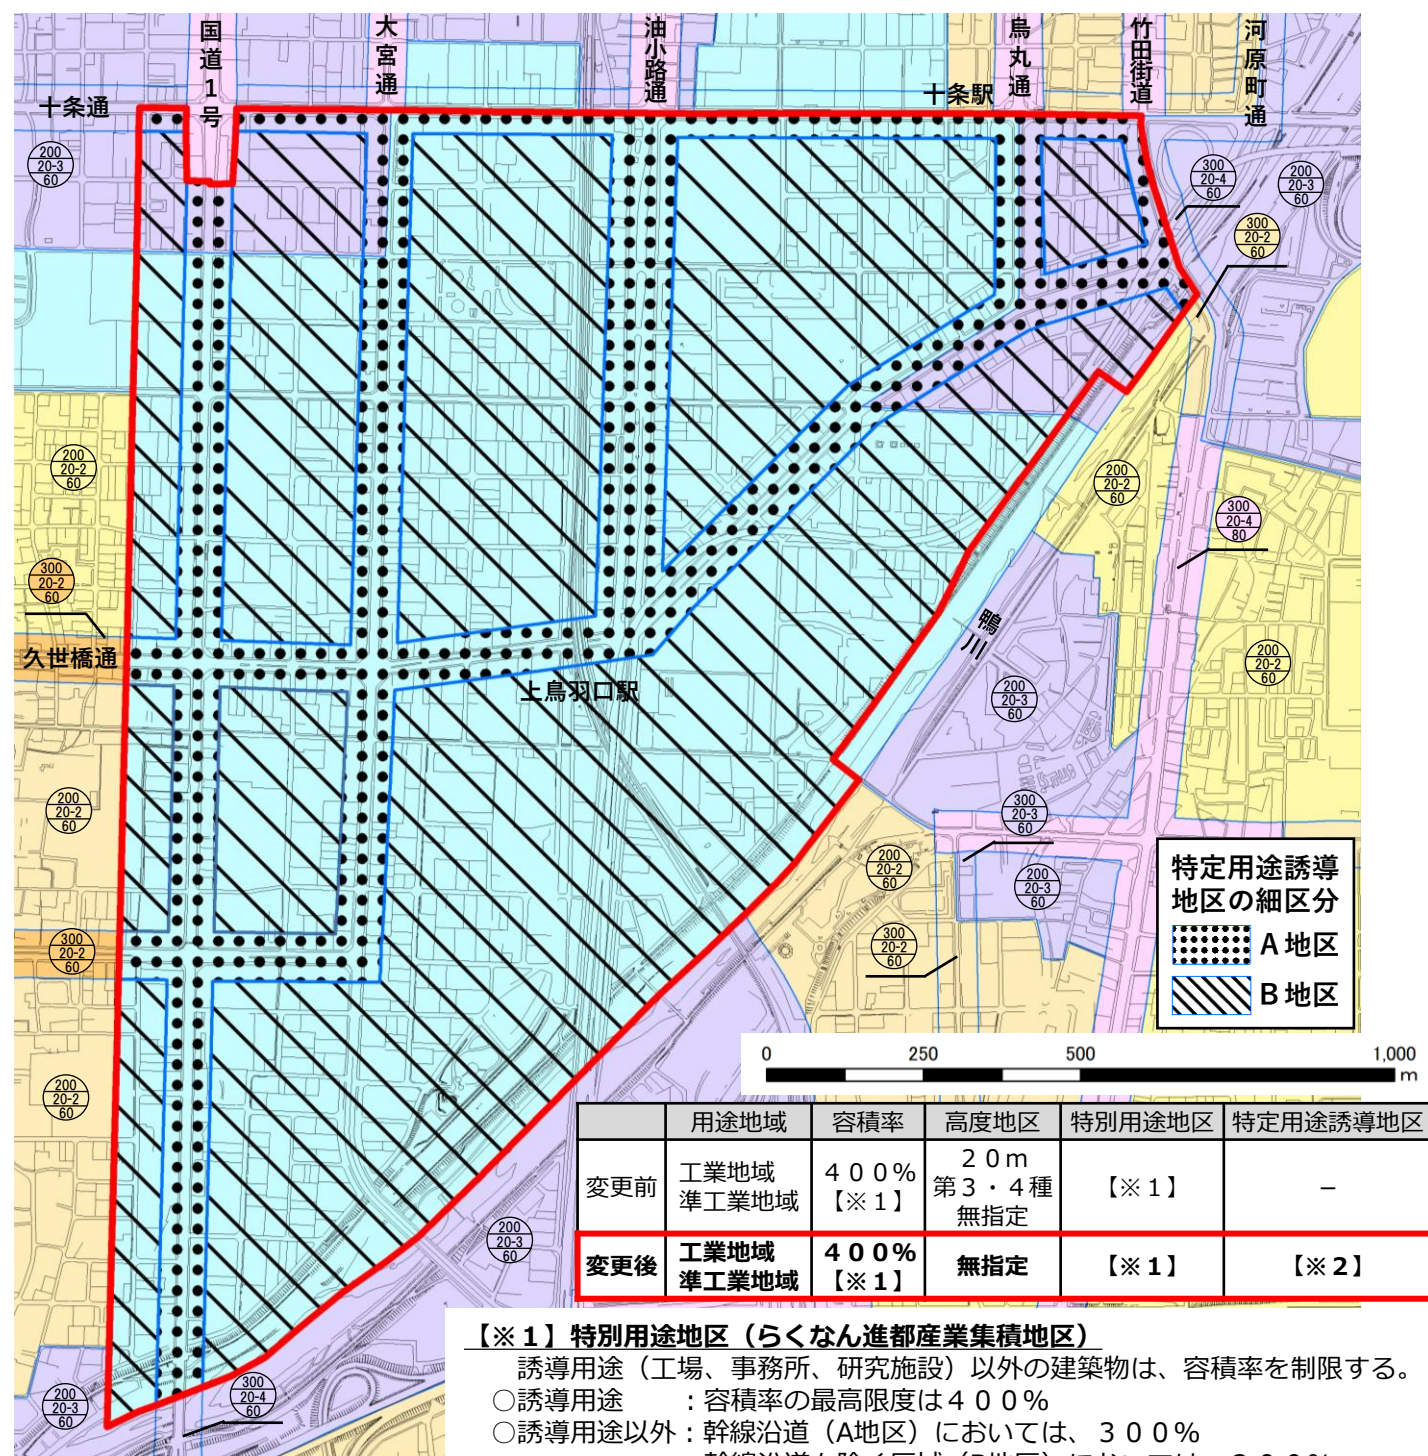 国道1号
大宮通
油小路通
烏丸通
竹田街道
河原町通
十条通
十条駅
200
20-3
60
300
20-4
60
200
20-3
60
300
20-2
60
200
20-2
60
200
20-2
60
300
20-4
80
300
20-2
60
久世橋通
鴨川
200
20-2
60
上鳥羽口駅
200
20-3
60
200
20-2
60
300
20-3
60
200
20-2
60
200
20-3
60
300
20-2
60
300
20-2
60
特定用途誘導
地区の細区分
A地区
B地区
0 250 500 1,000
m
200
20-2
60
200
20-3
60
200
20-3
60
300
20-4
60
用途地域 容積率 高度地区 特別用途地区 特定用途誘導地区
変更前 工業地域 準工業地域 400%【※1】 20m 第3・4種 無指定 【※1】 －
変更後 工業地域 準工業地域 400%【※1】 無指定 【※1】 【※2】
【※1】特別用途地区（らくなん進都産業集積地区）
誘導用途（工場、事務所、研究施設）以外の建築物は、容積率を制限する。
○誘導用途　　：容積率の最高限度は400%
○誘導用途以外：幹線沿道（A地区）においては、300%